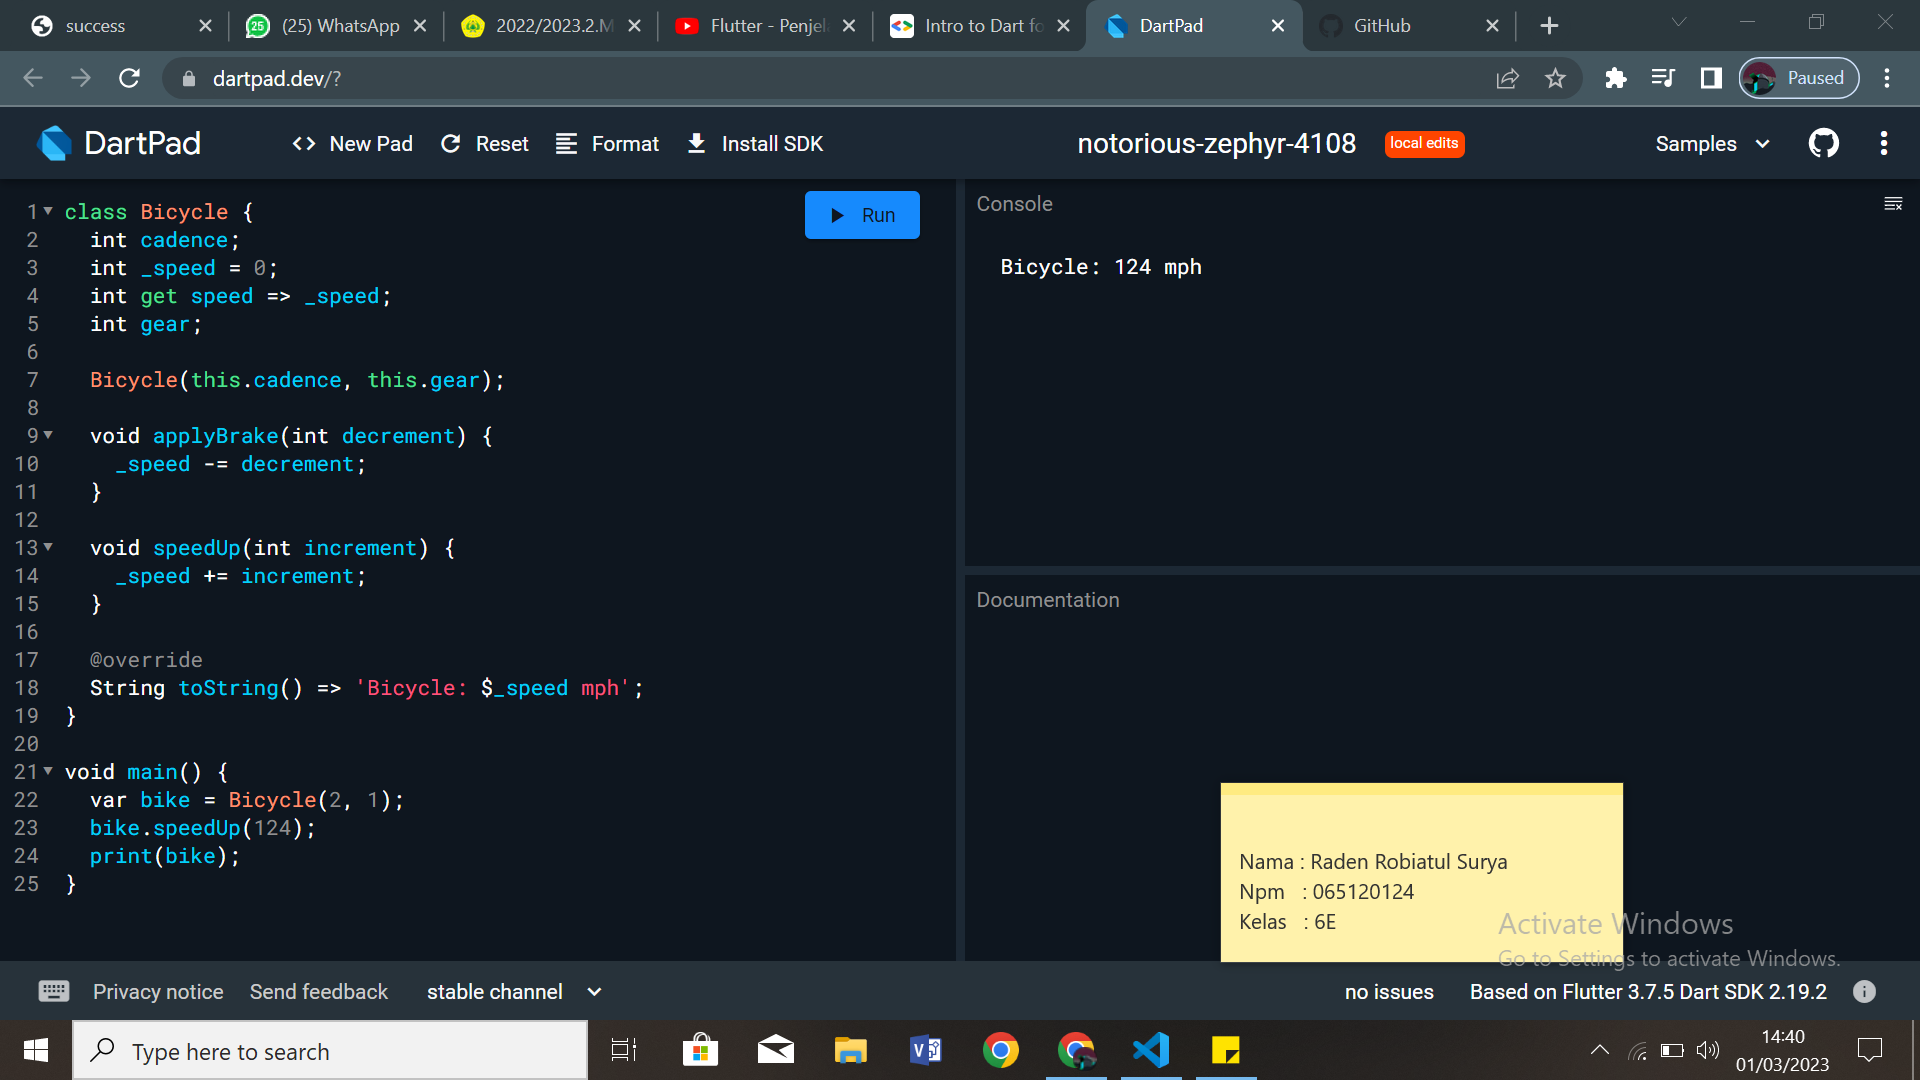 success
(25) WhatsApp
2022/2023.2.M
Flutter - Penjel
Intro to Dart fo
DartPad
GitHub
dartpad.dev/?
Paused
DartPad
New Pad
Reset
Format
Install SDK
notorious-zephyr-4108
local edits
Samples
Run
1 class Bicycle {
2 int cadence;
3 int _speed = 0;
4 int get speed => _speed;
5 int gear;
6
7 Bicycle(this.cadence, this.gear);
8
9 void applyBrake(int decrement) {
10 _speed -= decrement;
11 }
12
13 void speedUp(int increment) {
14 _speed += increment;
15 }
16
17 @override
18 String toString() => 'Bicycle: $_speed mph';
19 }
20
21 void main() {
22 var bike = Bicycle(2, 1);
23 bike.speedUp(124);
24 print(bike);
25 }
Console
Bicycle: 124 mph
Documentation
Nama : Raden Robiatul Surya
Npm : 065120124
Kelas : 6E
Activate Windows
Go to Settings to activate Windows.
Privacy notice
Send feedback
stable channel
no issues
Based on Flutter 3.7.5 Dart SDK 2.19.2
Type here to search
14:40
01/03/2023